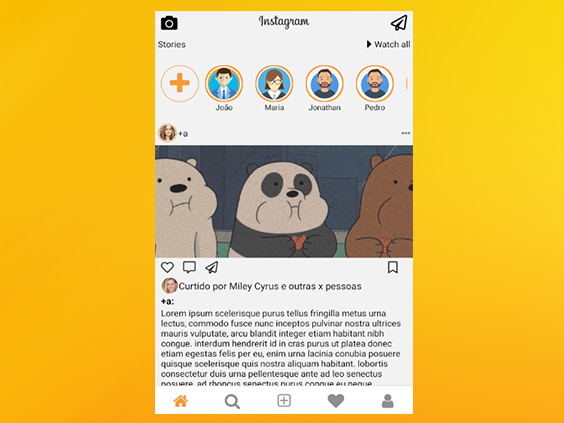 Instagram
Stories
Watch all
João
Maria
Jonathan
Pedro
+a
Curtido por Miley Cyrus e outras x pessoas
+a:
Lorem ipsum scelerisque purus tellus fringilla metus urna
lectus, commodo fusce nunc inceptos pulvinar nostra ultrices
mauris vulputate, arcu blandit integer etiam habitant nibh
congue. interdum hendrerit id in cras purus ut platea donec
etiam egestas felis per eu, enim urna lacinia conubia posuere
quisque scelerisque quis nostra aliquam habitant. lobortis
consectetur duis urna pellentesque ante ad leo senectus
posuere, ad rhoncus senectus purus congue eu neque